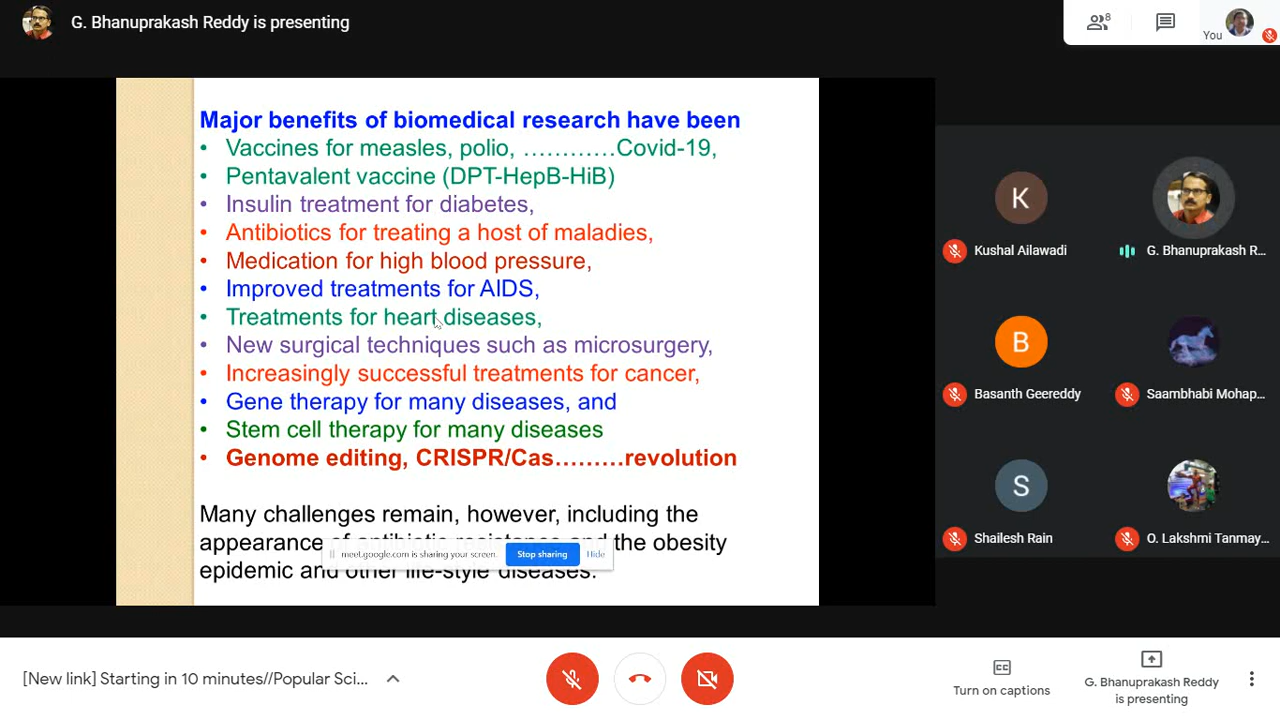 G. Bhanuprakash Reddy is presenting
8
You
Major benefits of biomedical research have been
• Vaccines for measles, polio, …………Covid-19,
• Pentavalent vaccine (DPT-HepB-HiB)
• Insulin treatment for diabetes,
• Antibiotics for treating a host of maladies,
• Medication for high blood pressure,
• Improved treatments for AIDS,
• Treatments for heart diseases,
• New surgical techniques such as microsurgery,
• Increasingly successful treatments for cancer,
• Gene therapy for many diseases, and
• Stem cell therapy for many diseases
• Genome editing, CRISPR/Cas………revolution
Many challenges remain, however, including the
appearance of antibiotic resistance and the obesity
epidemic and other life-style diseases.
meet.google.com is sharing your screen. Stop sharing Hide
K
Kushal Ailawadi
G. Bhanuprakash R...
B
Basanth Geereddy
Saambhabi Mohap...
S
Shailesh Rain
O. Lakshmi Tanmay...
[New link] Starting in 10 minutes//Popular Sci...
CC
Turn on captions
G. Bhanuprakash Reddy
is presenting